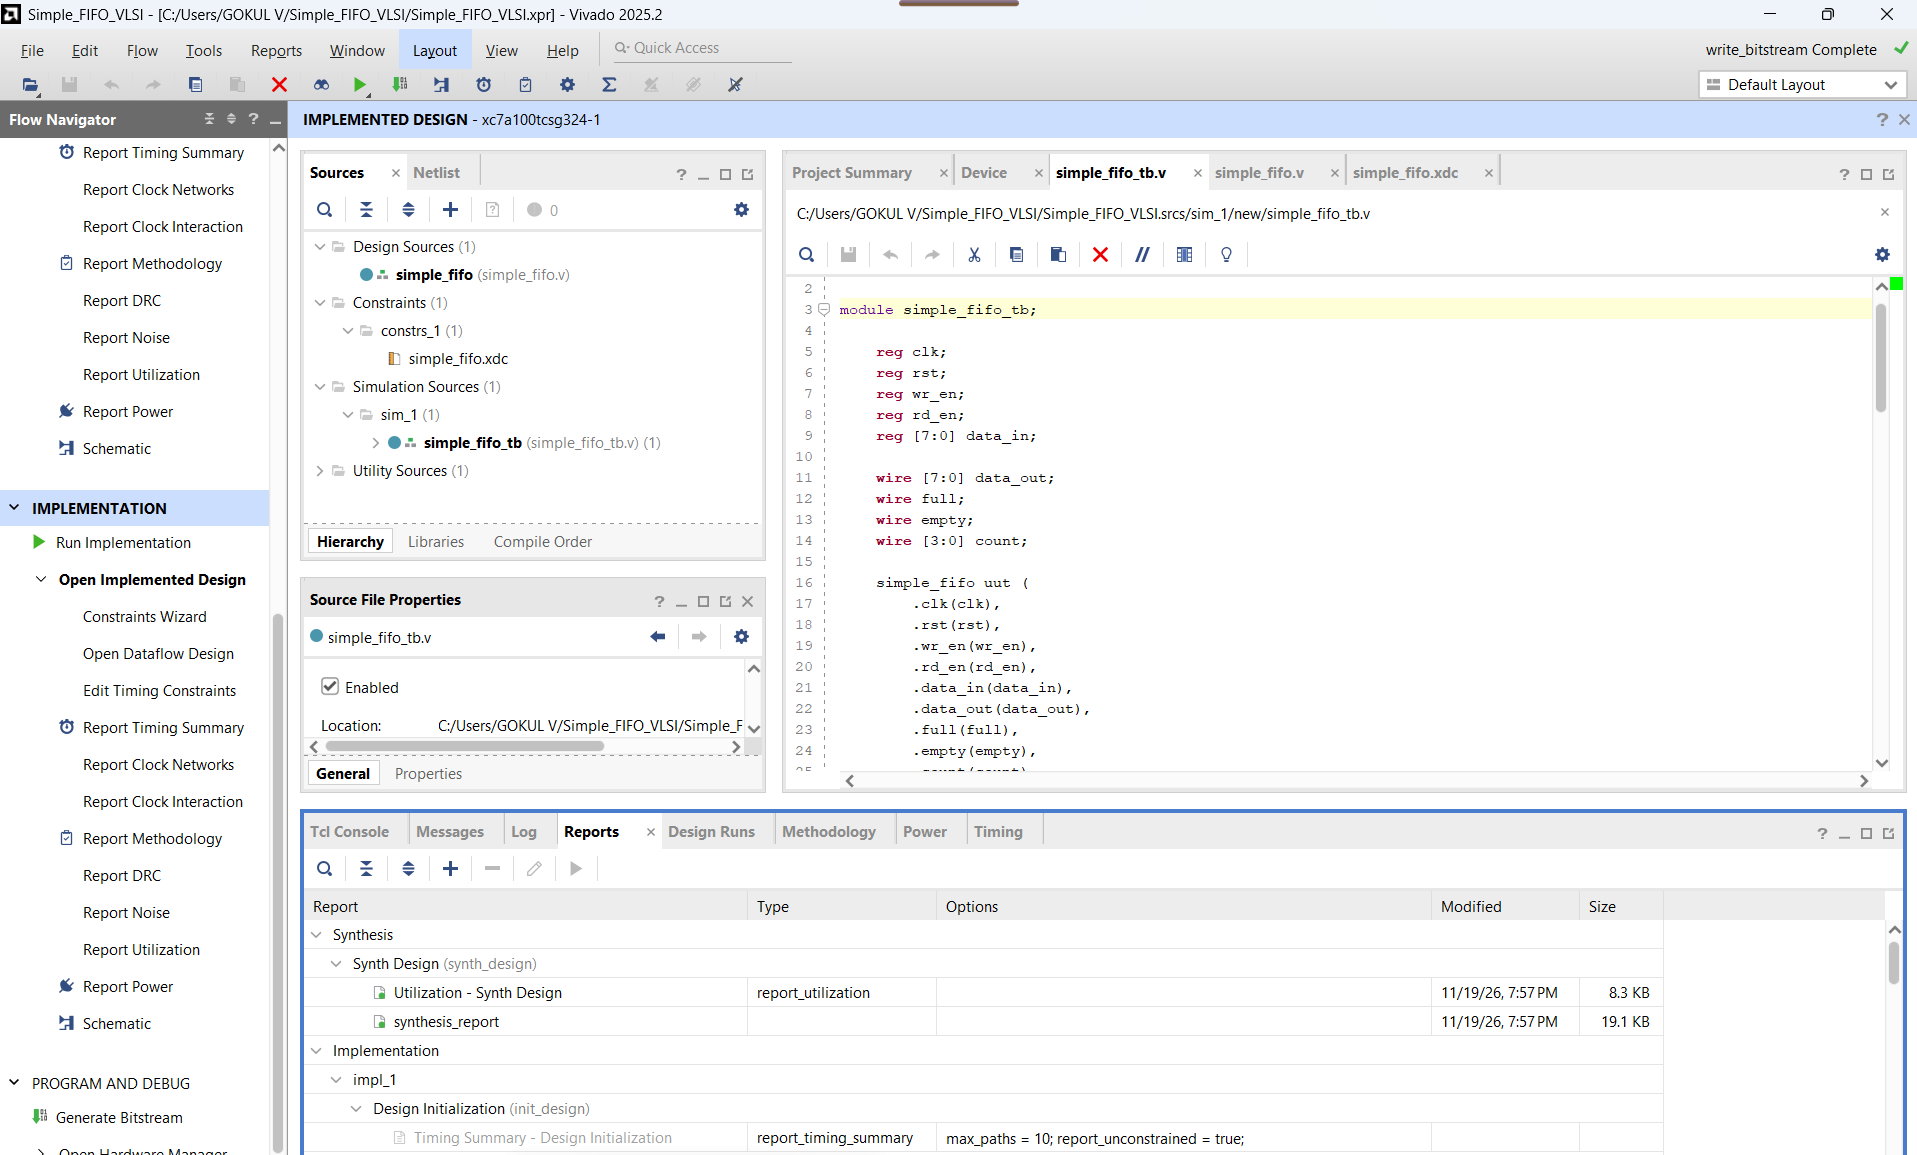 Simple_FIFO_VLSI - [C:/Users/GOKUL V/Simple_FIFO_VLSI/Simple_FIFO_VLSI.xpr] - Vivado 2025.2
File Edit Flow Tools Reports Window Layout View Help Quick Access
write_bitstream Complete
Default Layout
Flow Navigator
IMPLEMENTED DESIGN - xc7a100tcsg324-1
Report Timing Summary
Report Clock Networks
Report Clock Interaction
Report Methodology
Report DRC
Report Noise
Report Utilization
Report Power
Schematic
IMPLEMENTATION
Run Implementation
Open Implemented Design
Constraints Wizard
Open Dataflow Design
Edit Timing Constraints
Report Timing Summary
Report Clock Networks
Report Clock Interaction
Report Methodology
Report DRC
Report Noise
Report Utilization
Report Power
Schematic
PROGRAM AND DEBUG
Generate Bitstream
Open Hardware Manager
Sources Netlist
0
Design Sources (1)
simple_fifo (simple_fifo.v)
Constraints (1)
constrs_1 (1)
simple_fifo.xdc
Simulation Sources (1)
sim_1 (1)
simple_fifo_tb (simple_fifo_tb.v) (1)
Utility Sources (1)
Hierarchy Libraries Compile Order
Source File Properties
simple_fifo_tb.v
Enabled
Location: C:/Users/GOKUL V/Simple_FIFO_VLSI/Simple_F
General Properties
Project Summary Device simple_fifo_tb.v simple_fifo.v simple_fifo.xdc
C:/Users/GOKUL V/Simple_FIFO_VLSI/Simple_FIFO_VLSI.srcs/sim_1/new/simple_fifo_tb.v
2
3 module simple_fifo_tb;
4
5 reg clk;
6 reg rst;
7 reg wr_en;
8 reg rd_en;
9 reg [7:0] data_in;
10
11 wire [7:0] data_out;
12 wire full;
13 wire empty;
14 wire [3:0] count;
15
16 simple_fifo uut (
17 .clk(clk),
18 .rst(rst),
19 .wr_en(wr_en),
20 .rd_en(rd_en),
21 .data_in(data_in),
22 .data_out(data_out),
23 .full(full),
24 .empty(empty),
25 .count(count)
Tcl Console Messages Log Reports Design Runs Methodology Power Timing
Report Type Options Modified Size
Synthesis
Synth Design (synth_design)
Utilization - Synth Design report_utilization 11/19/26, 7:57 PM 8.3 KB
synthesis_report 11/19/26, 7:57 PM 19.1 KB
Implementation
impl_1
Design Initialization (init_design)
Timing Summary - Design Initialization report_timing_summary max_paths = 10; report_unconstrained = true;